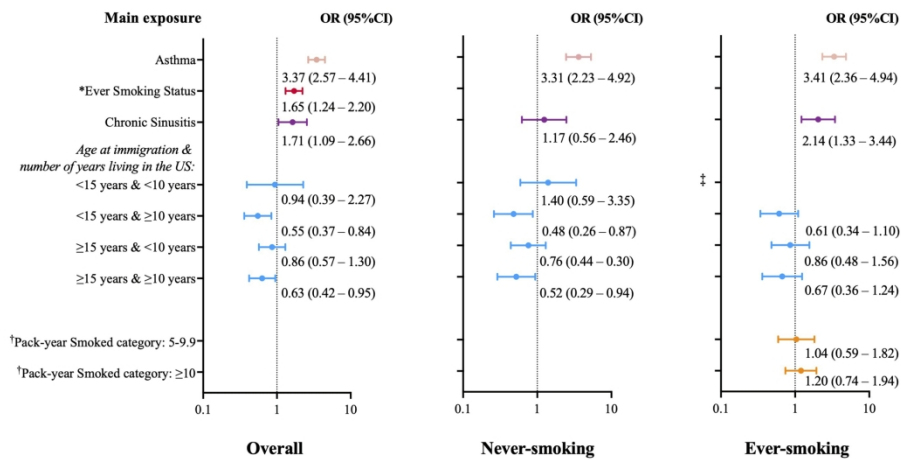 Main exposure OR (95%CI) OR (95%CI) OR (95%CI)
Asthma
3.37 (2.57 – 4.41) 3.31 (2.23 – 4.92) 3.41 (2.36 – 4.94)
*Ever Smoking Status
1.65 (1.24 – 2.20)
Chronic Sinusitis
1.71 (1.09 – 2.66) 1.17 (0.56 – 2.46) 2.14 (1.33 – 3.44)
Age at immigration &
number of years living in the US:
<15 years & <10 years ‡‡
0.94 (0.39 – 2.27) 1.40 (0.59 – 3.35)
<15 years & ≥10 years
0.55 (0.37 – 0.84) 0.48 (0.26 – 0.87) 0.61 (0.34 – 1.10)
≥15 years & <10 years
0.86 (0.57 – 1.30) 0.76 (0.44 – 0.30) 0.86 (0.48 – 1.56)
≥15 years & ≥10 years
0.63 (0.42 – 0.95) 0.52 (0.29 – 0.94) 0.67 (0.36 – 1.24)
†Pack-year Smoked category: 5-9.9
1.04 (0.59 – 1.82)
†Pack-year Smoked category: ≥10
1.20 (0.74 – 1.94)
0.1 1 10 0.1 1 10 0.1 1 10
Overall Never-smoking Ever-smoking